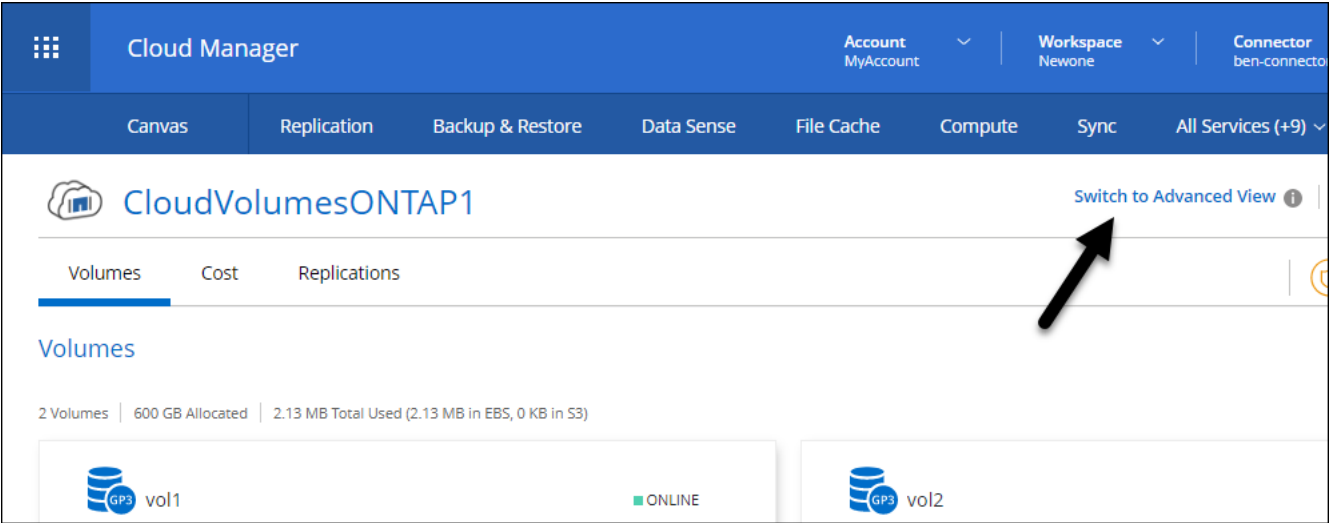 Cloud Manager
Account
MyAccount
Workspace
Newone
Connector
Canvas
Replication
Backup & Restore
Data Sense
File Cache
Compute
Sync
All Services (+9)
CloudVolumesONTAP1
Switch to Advanced View
Volumes
Cost
Replications
Volumes
2 Volumes
600 GB Allocated
2.13 MB Total Used (2.13 MB in EBS, 0 KB in S3)
GP3
vol1
ONLINE
GP3
vol2